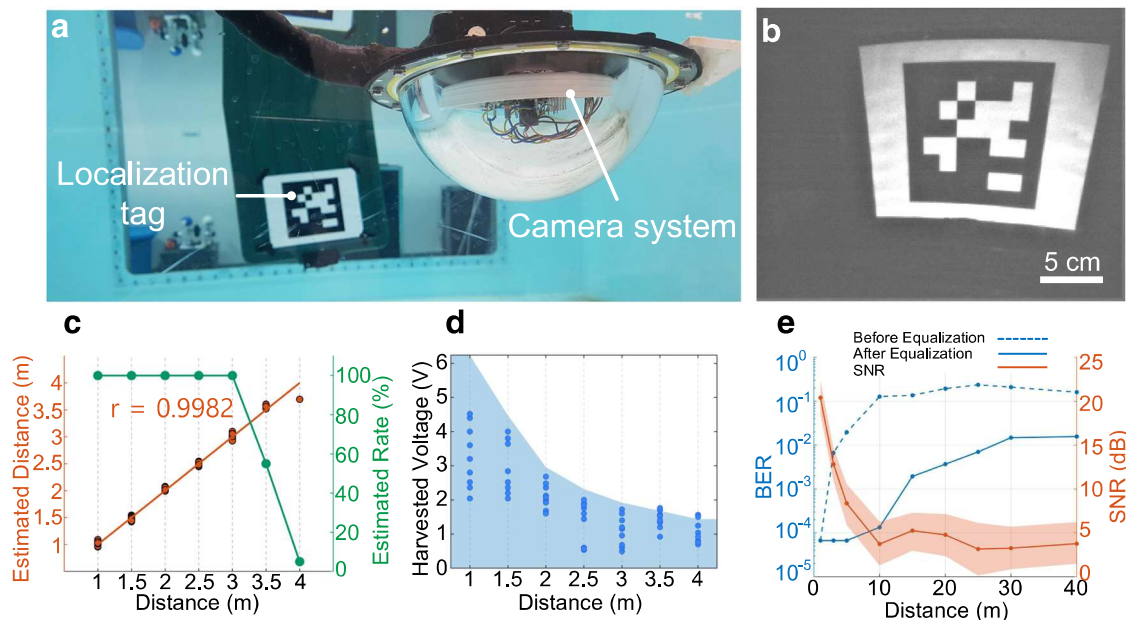 a
Localization
tag
Camera system
b
5 cm
c
Estimated Distance (m)
4
3.5
3
2.5
2
1.5
1
r = 0.9982
100
80
60
40
20
0
Estimated Rate (%)
1 1.5 2 2.5 3 3.5 4
Distance (m)
d
Harvested Voltage (V)
6
5
4
3
2
1
0
1 1.5 2 2.5 3 3.5 4
Distance (m)
e
Before Equalization
After Equalization
SNR
BER
10^0
10^-1
10^-2
10^-3
10^-4
10^-5
25
20
15
10
5
0
SNR (dB)
0 10 20 30 40
Distance (m)